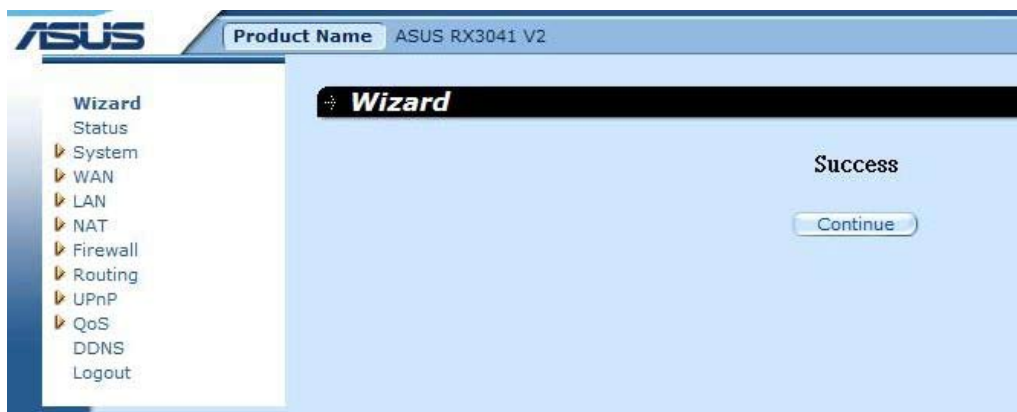 ASUS
Product Name ASUS RX3041 V2
Wizard
Status
System
WAN
LAN
NAT
Firewall
Routing
UPnP
QoS
DDNS
Logout
Wizard
Success
Continue